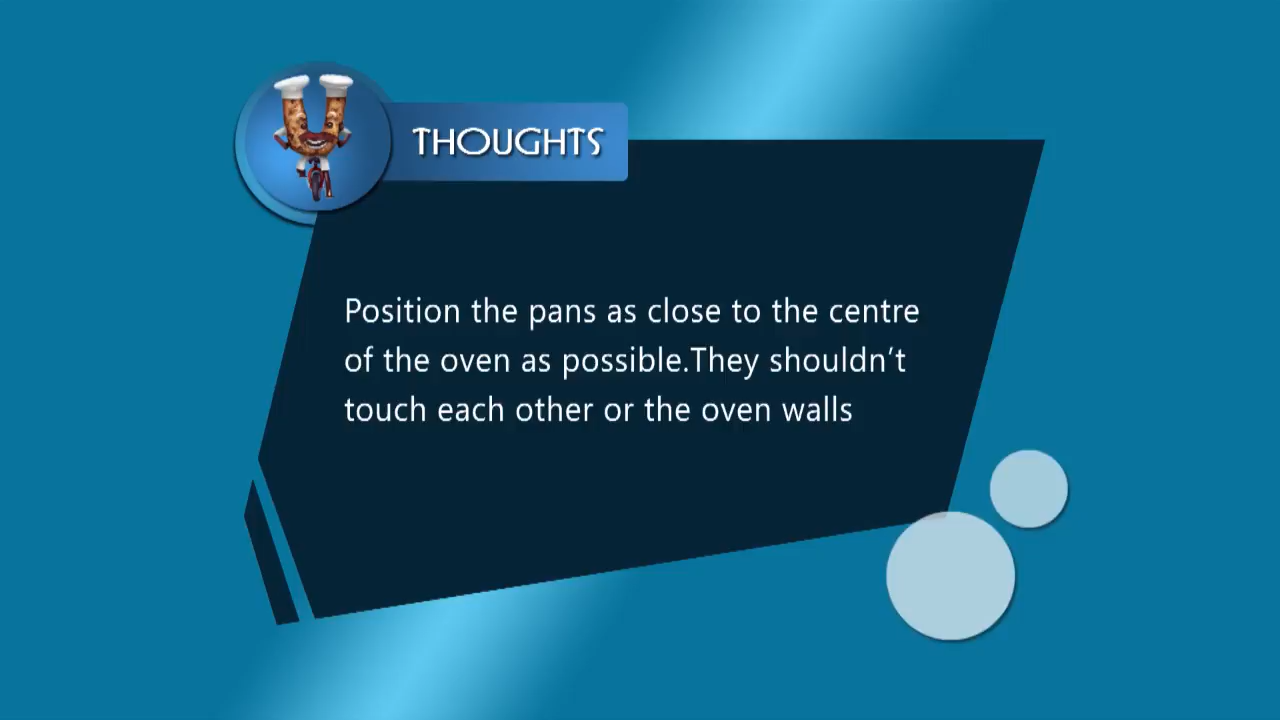 THOUGHTS
Position the pans as close to the centre
of the oven as possible.They shouldn’t
touch each other or the oven walls